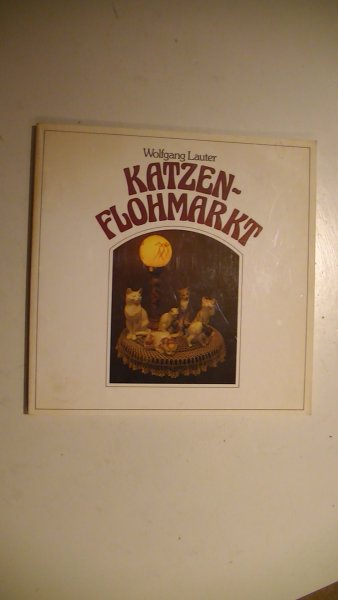 Wolfgang Lauter
KATZEN-
FLOHMARKT